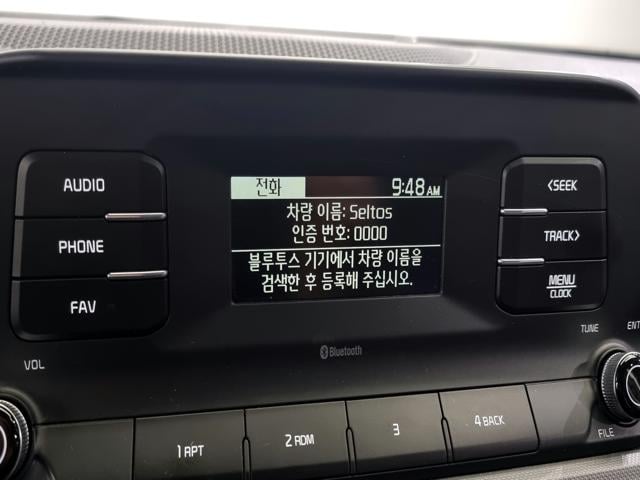 AUDIO
PHONE
FAV
VOL
전화
9:48AM
차량 이름: Seltos
인증 번호: 0000
블루투스 기기에서 차량 이름을
검색한 후 등록해 주십시오.
Bluetooth
<SEEK
TRACK>
MENU
CLOCK
TUNE
ENT
FILE
1 RPT
2 RDM
3
4 BACK